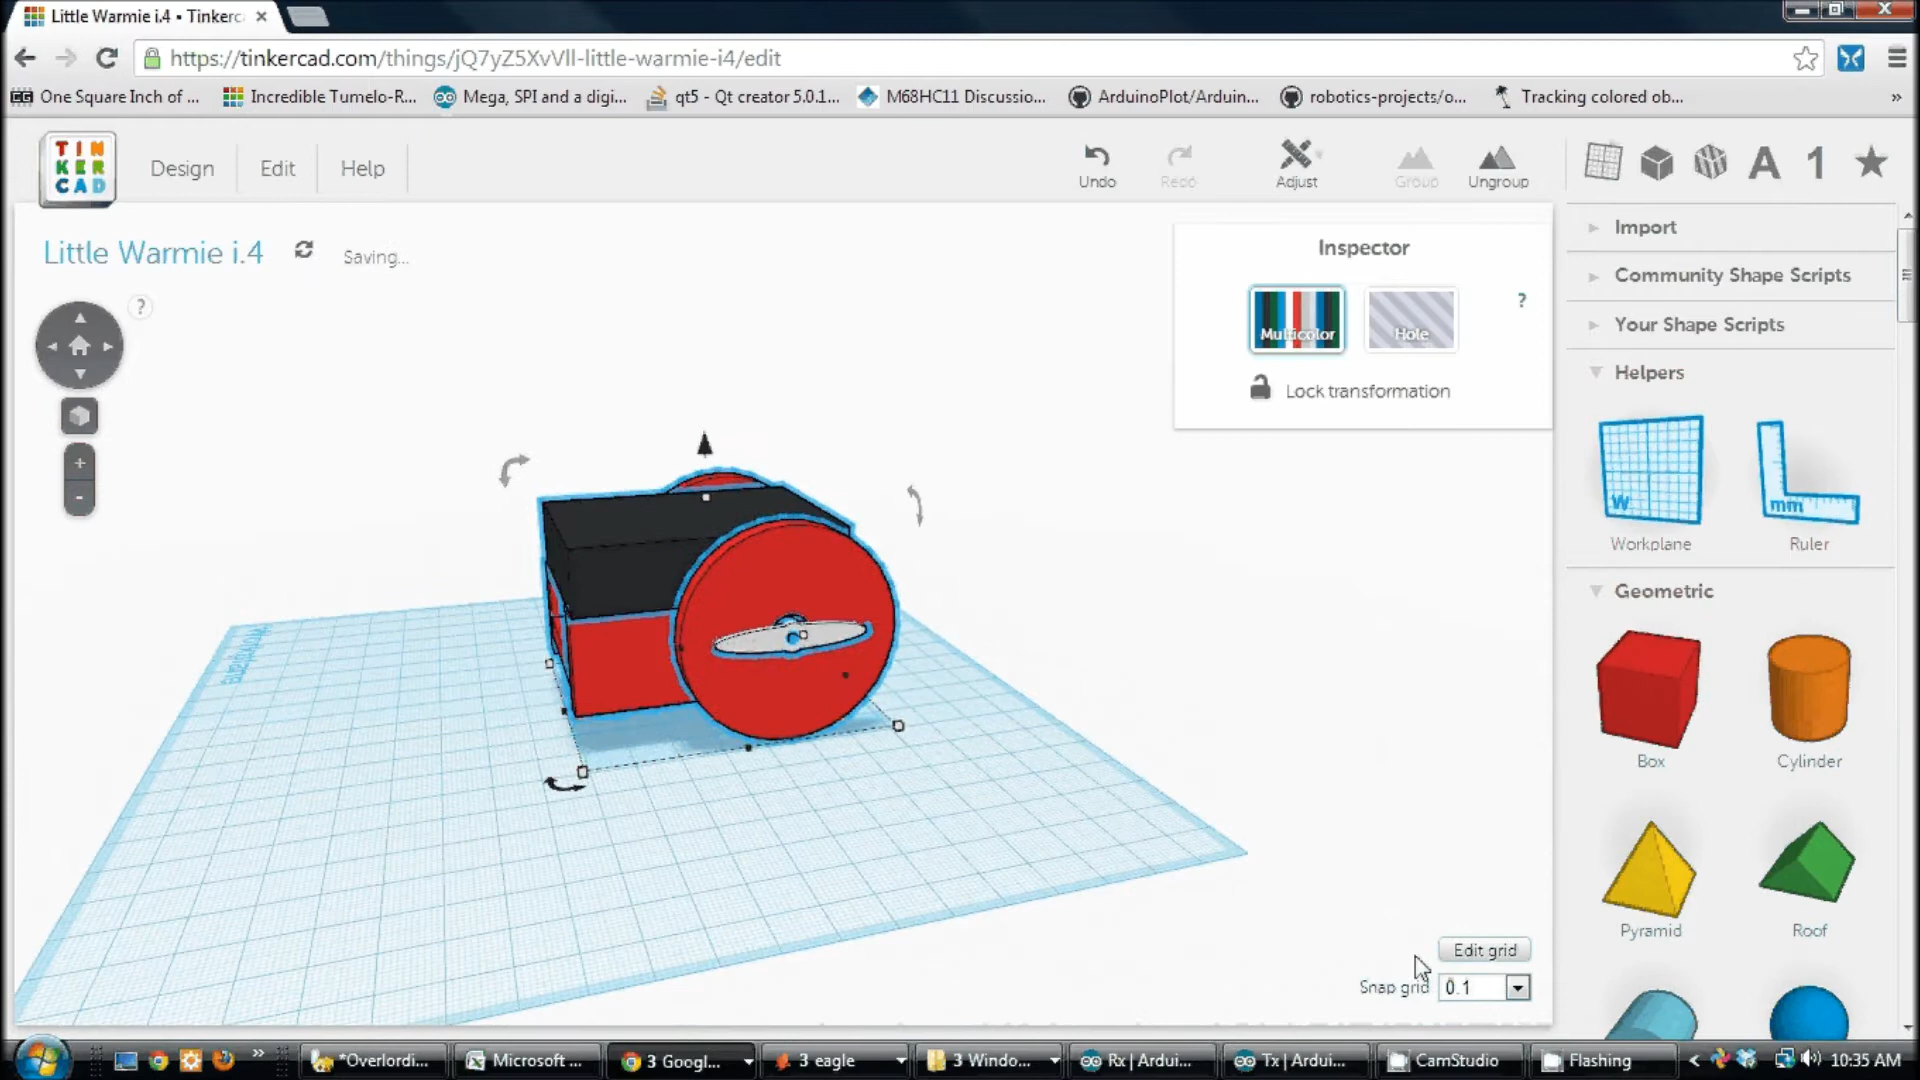 Little Warmie i.4 • Tinkerc
https://tinkercad.com/things/jQ7yZ5XvVll-little-warmie-i4/edit
One Square Inch of ... Incredible Tumelo-R... Mega, SPI and a digi... qt5 - Qt creator 5.0.1... M68HC11 Discussio... ArduinoPlot/Arduin... robotics-projects/o... Tracking colored ob... »
TIN
KER
CAD
Design Edit Help
Undo Redo Adjust Group Ungroup
A 1
Little Warmie i.4 Saving...
?
+
-
Inspector
Multicolor Hole ?
Lock transformation
Import
Community Shape Scripts
Your Shape Scripts
Helpers
W mm
Workplane Ruler
Geometric
Box Cylinder
Pyramid Roof
Workplane
Edit grid
Snap grid 0.1
» *Overlordi... Microsoft ... 3 Googl... 3 eagle 3 Windo... Rx | Ardui... Tx | Ardui... CamStudio Flashing < 10:35 AM